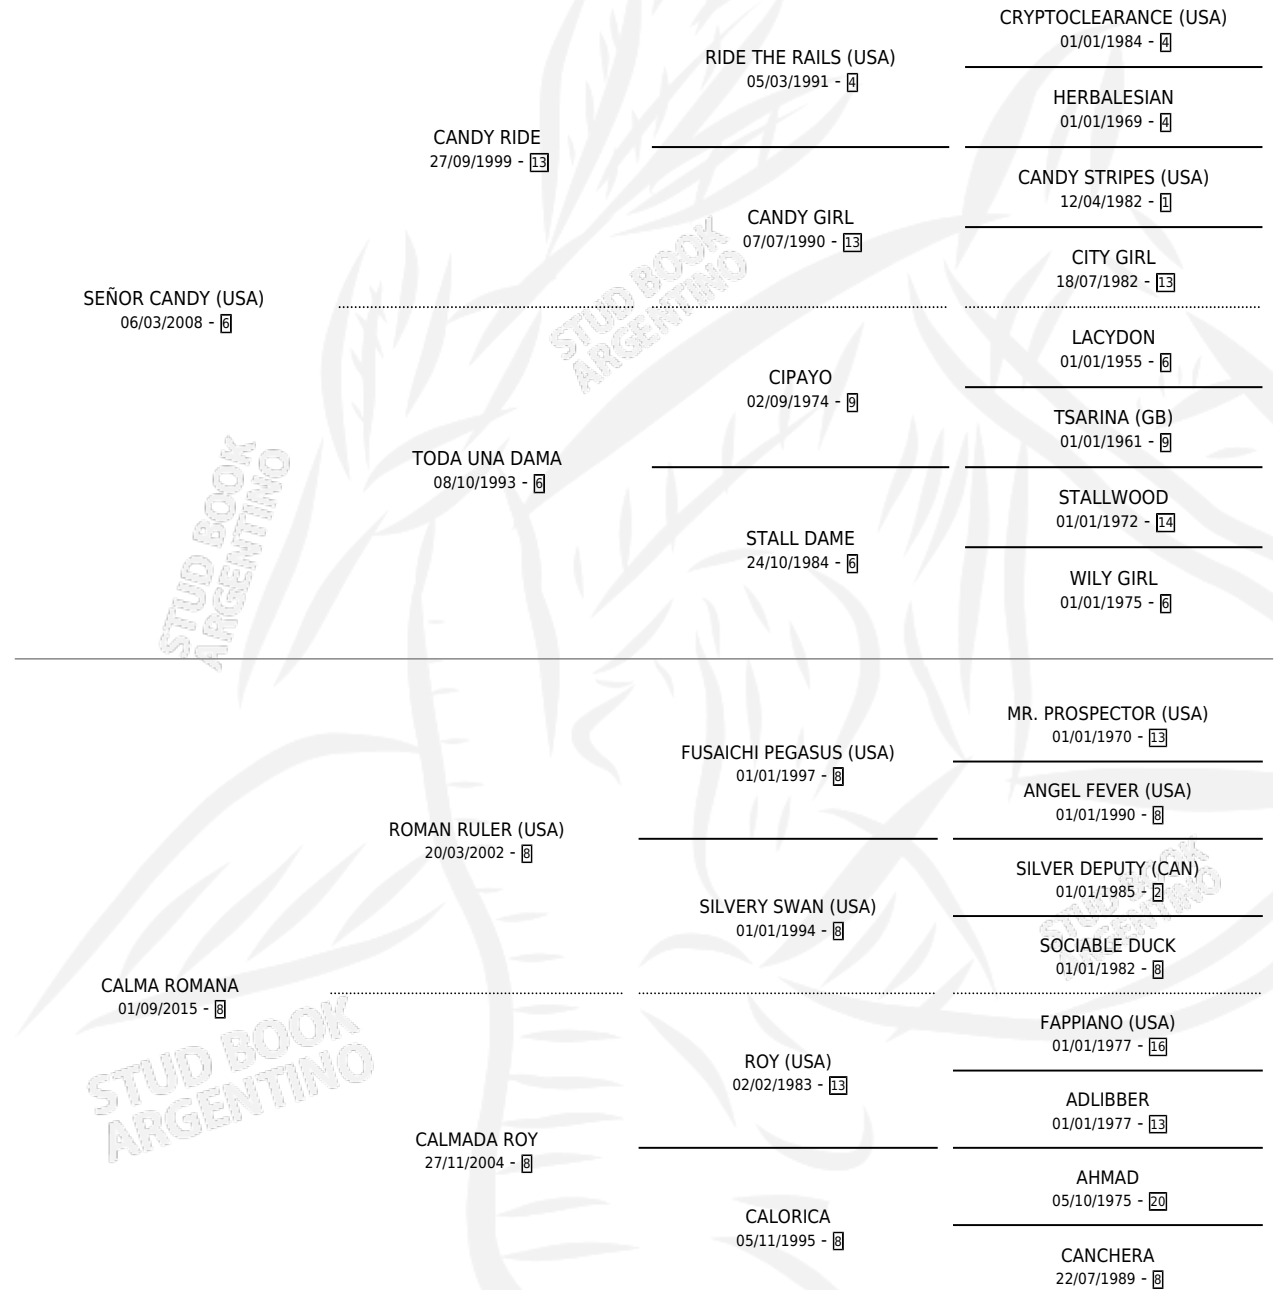 CRYPTOCLEARANCE (USA)
01/01/1984 - 4
RIDE THE RAILS (USA)
05/03/1991 - 4
HERBALESIAN
01/01/1969 - 4
CANDY RIDE
27/09/1999 - 13
CANDY STRIPES (USA)
12/04/1982 - 1
CANDY GIRL
07/07/1990 - 13
CITY GIRL
18/07/1982 - 13
SEÑOR CANDY (USA)
06/03/2008 - 6
LACYDON
01/01/1955 - 6
CIPAYO
02/09/1974 - 9
TSARINA (GB)
01/01/1961 - 9
TODA UNA DAMA
08/10/1993 - 6
STALLWOOD
01/01/1972 - 14
STALL DAME
24/10/1984 - 6
WILY GIRL
01/01/1975 - 6
STUD BOOK
ARGENTINO
STUD BOOK
ARGENTINO
MR. PROSPECTOR (USA)
01/01/1970 - 13
FUSAICHI PEGASUS (USA)
01/01/1997 - 8
ANGEL FEVER (USA)
01/01/1990 - 8
ROMAN RULER (USA)
20/03/2002 - 8
SILVER DEPUTY (CAN)
01/01/1985 - 2
SILVERY SWAN (USA)
01/01/1994 - 8
SOCIABLE DUCK
01/01/1982 - 8
STUD BOOK
ARGENTINO
CALMA ROMANA
01/09/2015 - 8
FAPPIANO (USA)
01/01/1977 - 16
ROY (USA)
02/02/1983 - 13
ADLIBBER
01/01/1977 - 13
CALMADA ROY
27/11/2004 - 8
AHMAD
05/10/1975 - 20
CALORICA
05/11/1995 - 8
CANCHERA
22/07/1989 - 8
STUD BOOK
ARGENTINO